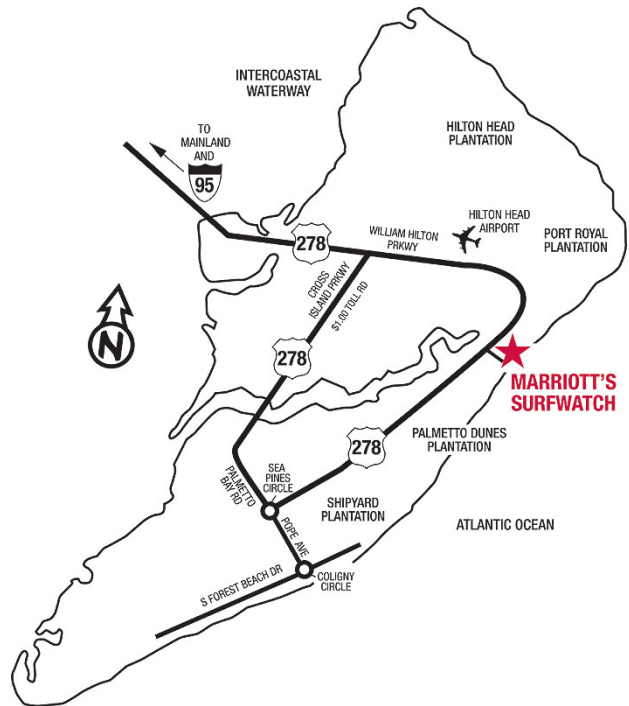 INTERCOASTAL
WATERWAY
HILTON HEAD
PLANTATION
TO
MAINLAND
AND
95
HILTON HEAD
AIRPORT
WILLIAM HILTON
PRKWY
PORT ROYAL
PLANTATION
278
CROSS
ISLAND PRKWY
$1.00 TOLL RD
N
278
MARRIOTT'S
SURFWATCH
278
PALMETTO DUNES
PLANTATION
PALMETTO
BAY RD
SEA
PINES
CIRCLE
SHIPYARD
PLANTATION
ATLANTIC OCEAN
POPE AVE
S FOREST BEACH DR
COLIGNY
CIRCLE